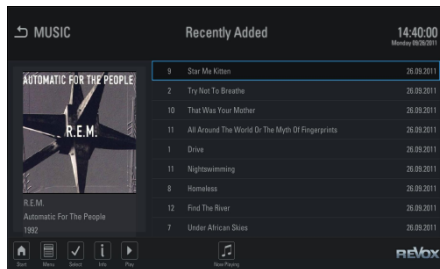 MUSIC
Recently Added
14:40:00
Monday 09/26/2011
AUTOMATIC FOR THE PEOPLE
R.E.M.
R.E.M.
Automatic For The People
1992
9 Star Me Kitten 26.09.2011
2 Try Not To Breathe 26.09.2011
10 That Was Your Mother 26.09.2011
11 All Around The World Or The Myth Of Fingerprints 26.09.2011
1 Drive 26.09.2011
11 Nightswimming 26.09.2011
8 Homeless 26.09.2011
12 Find The River 26.09.2011
7 Under African Skies 26.09.2011
Start Menu Select Info Play
Now Playing
REVOX